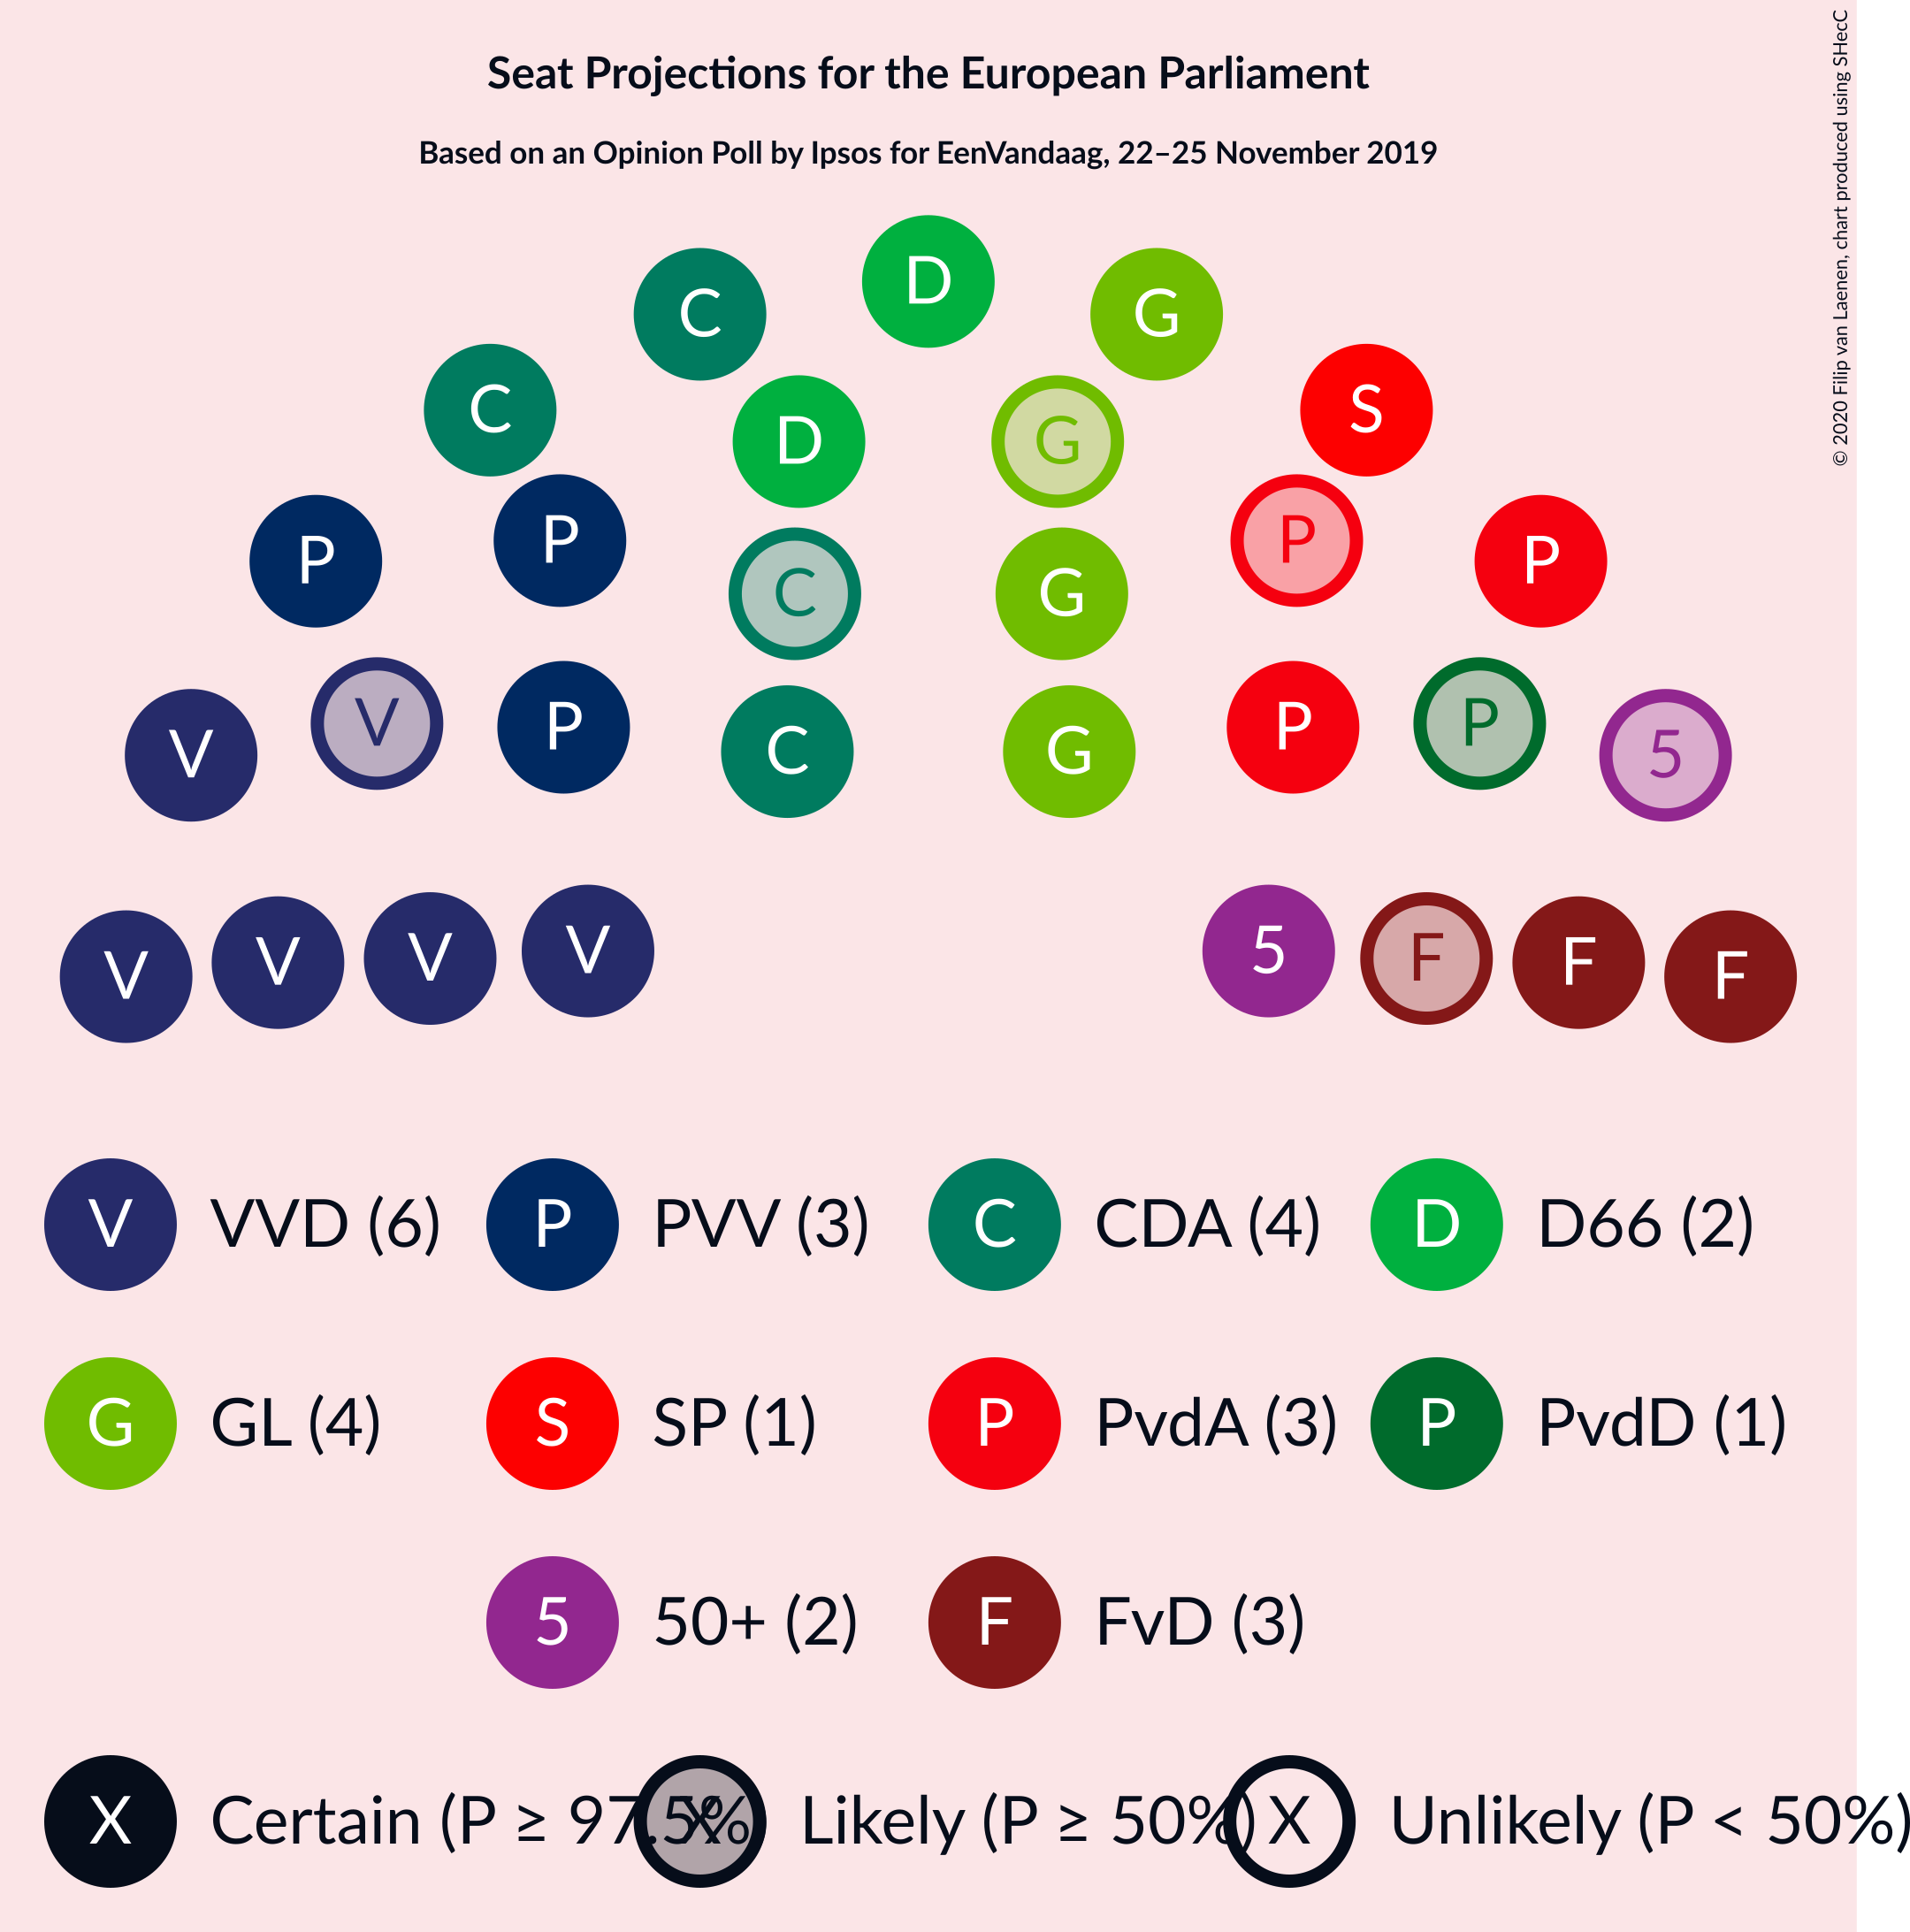 Seat Projections for the European Parliament
Based on an Opinion Poll by Ipsos for EenVandaag, 22–25 November 2019
© 2020 Filip van Laenen, chart produced using SHecC
D
C G
C S
D G
P P P P
C G
V V P P P 5
C G
V V V V 5 F F F
V VVD (6) P PVV (3) C CDA (4) D D66 (2)
G GL (4) S SP (1) P PvdA (3) P PvdD (1)
5 50+ (2) F FvD (3)
X Certain (P ≥ 97.5% X Likely (P ≥ 50%) X Unlikely (P < 50%)